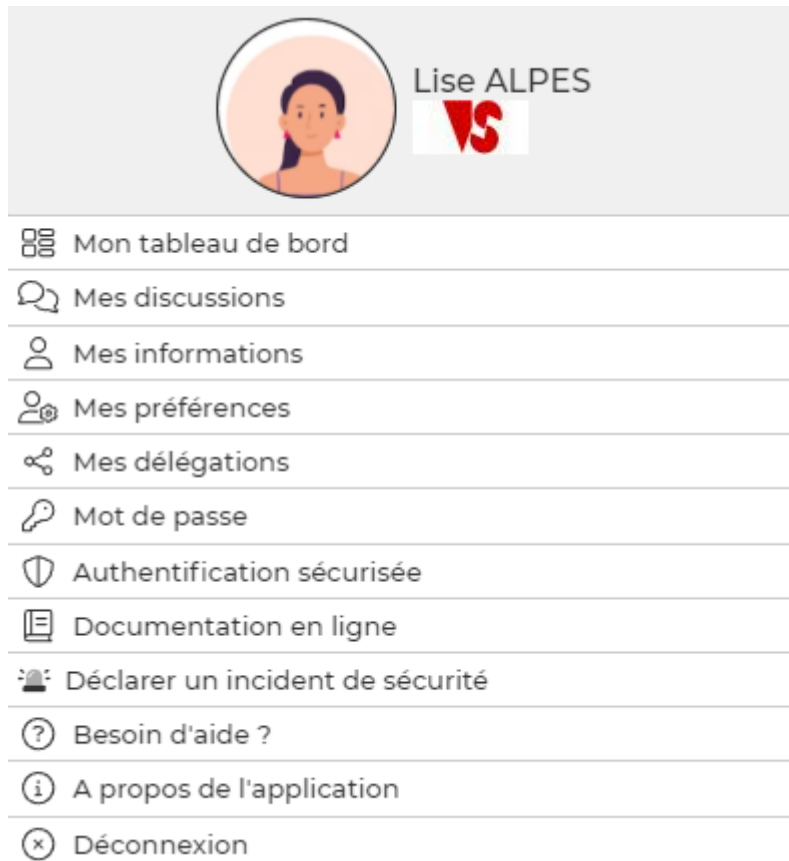 Lise ALPES
VS
Mon tableau de bord
Mes discussions
Mes informations
Mes préférences
Mes délégations
Mot de passe
Authentification sécurisée
Documentation en ligne
Déclarer un incident de sécurité
Besoin d'aide ?
A propos de l'application
Déconnexion